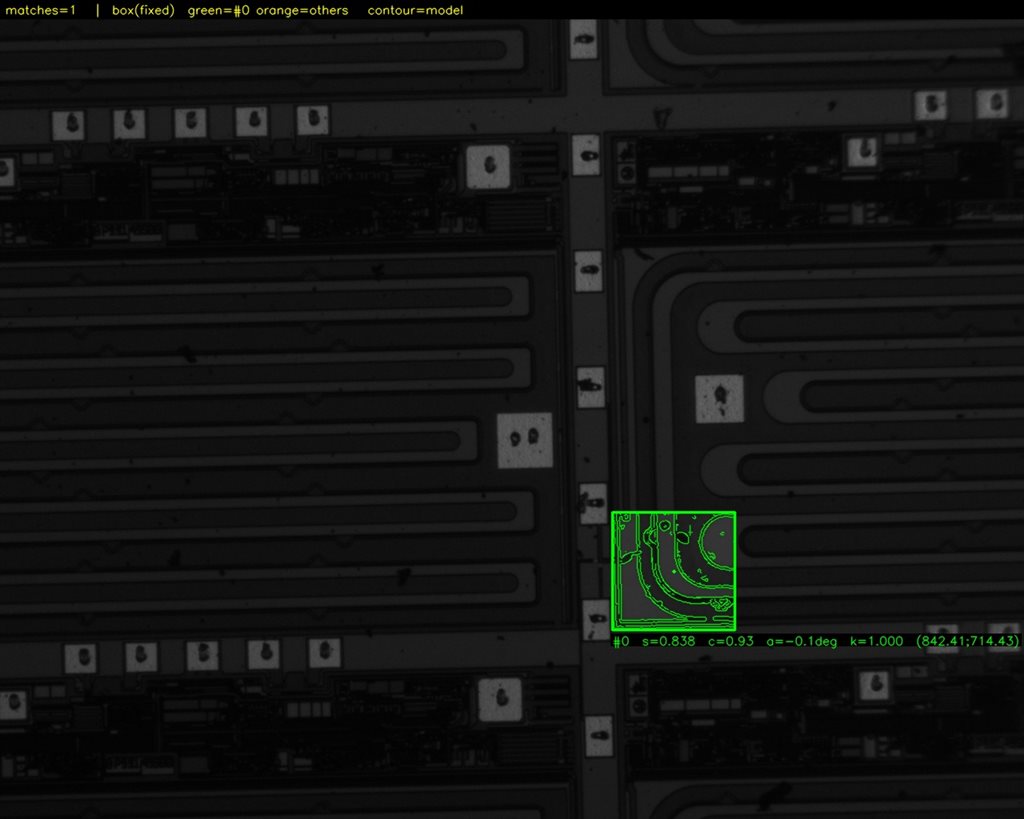 matches=1   |  box(fixed)  green=#0 orange=others   contour=model
#0  s=0.838  c=0.93  a=-0.1deg  k=1.000  (842.41;714.43)